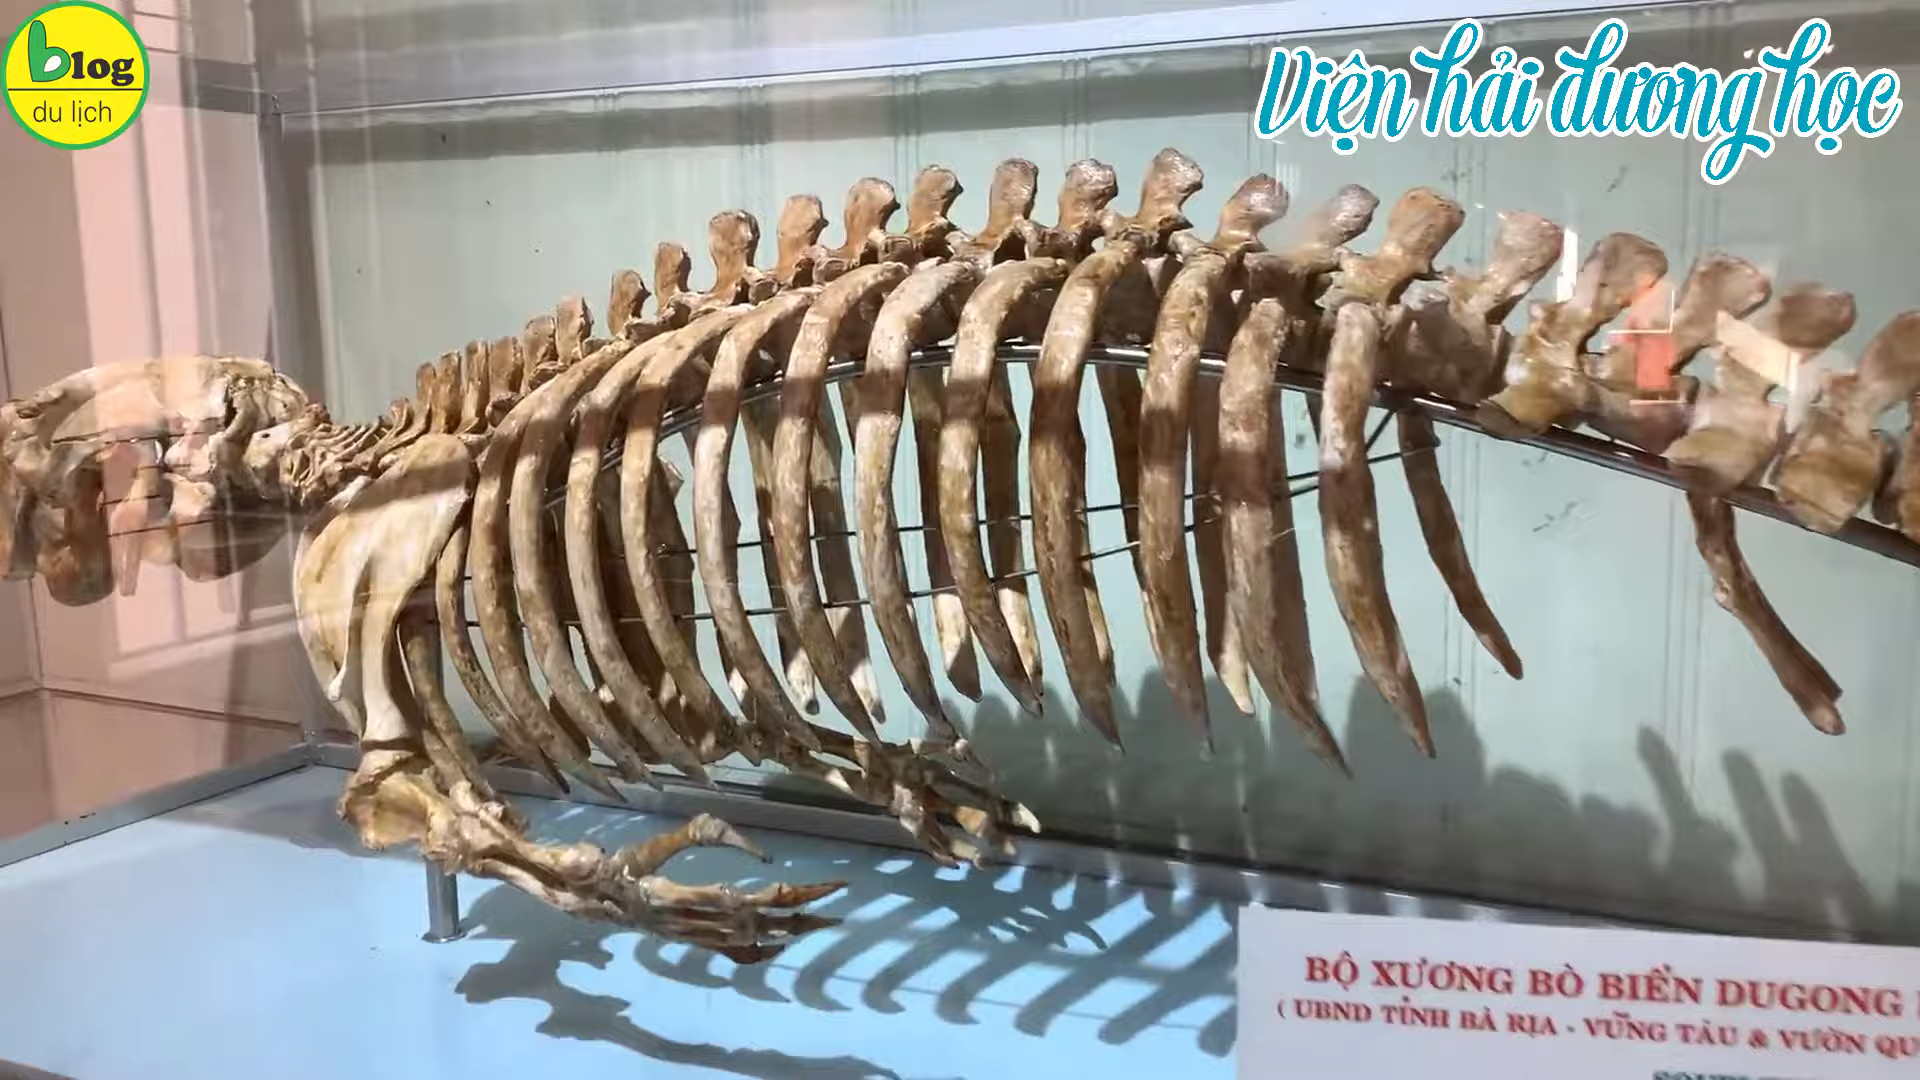 blog
du lịch
Viện hải dương học
BỘ XƯƠNG BÒ BIỂN DUGONG
( UBND TỈNH BÀ RỊA - VŨNG TÀU & VƯỜN